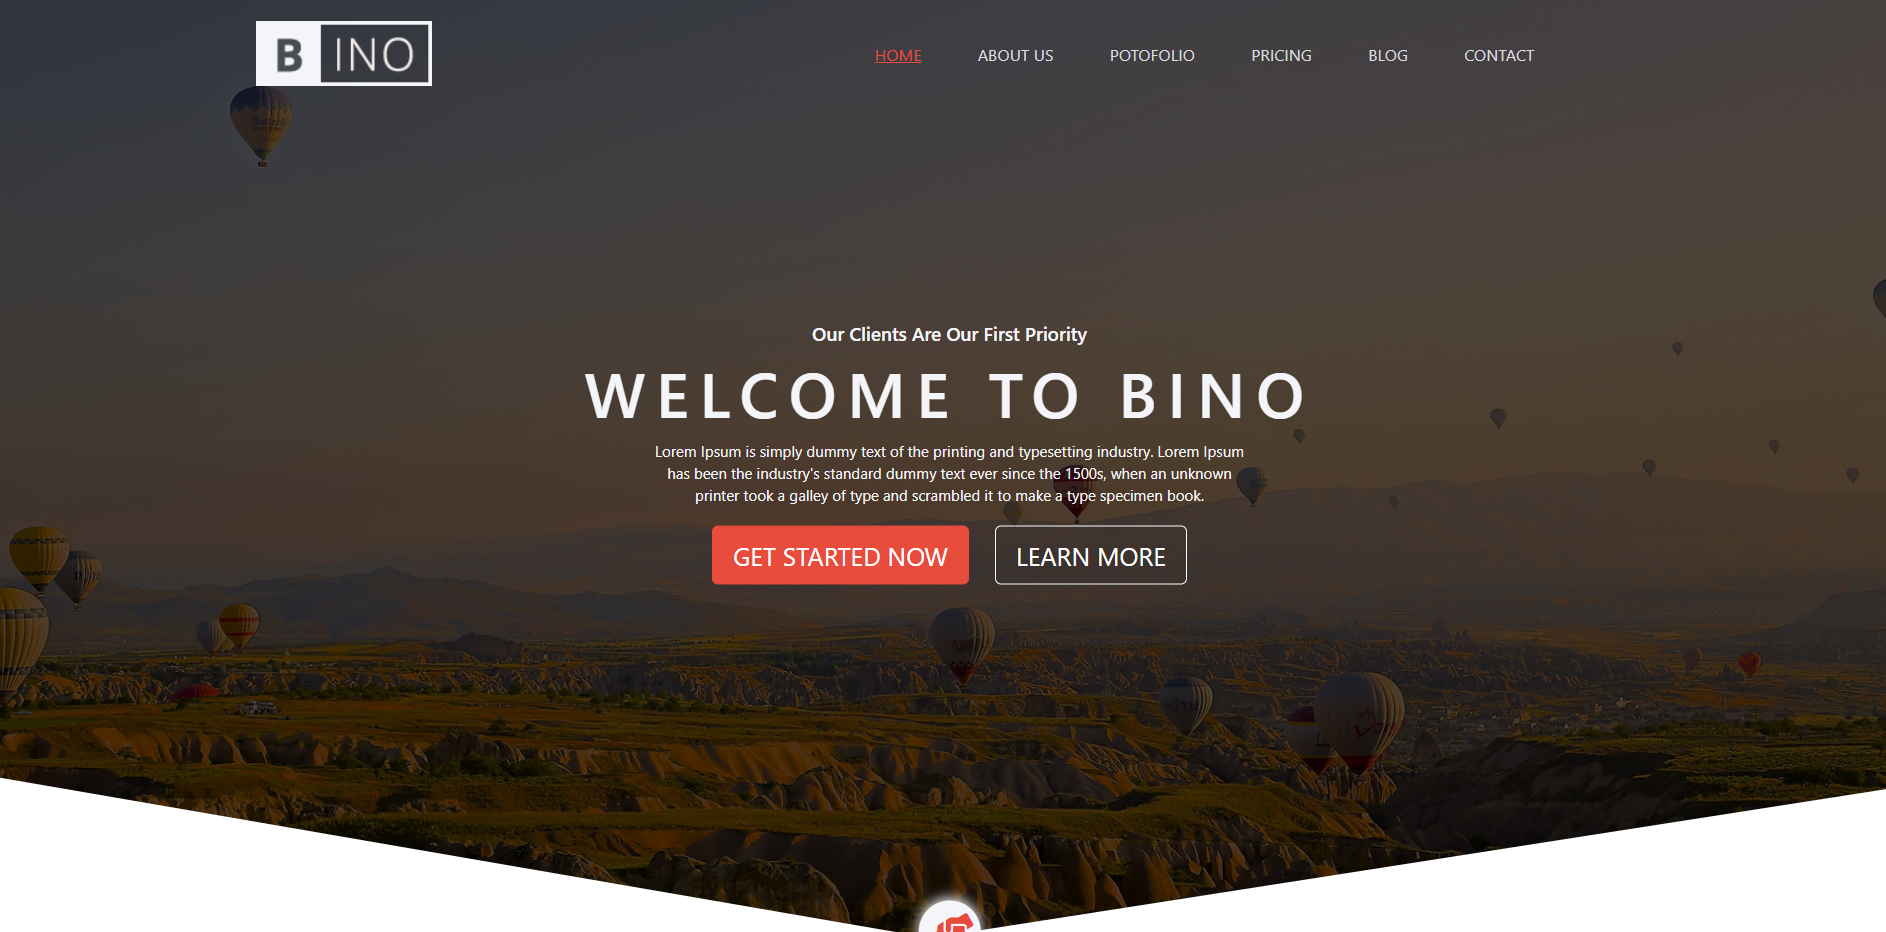 B INO
HOME ABOUT US POTOFOLIO PRICING BLOG CONTACT
Our Clients Are Our First Priority
WELCOME TO BINO
Lorem Ipsum is simply dummy text of the printing and typesetting industry. Lorem Ipsum
has been the industry's standard dummy text ever since the 1500s, when an unknown
printer took a galley of type and scrambled it to make a type specimen book.
GET STARTED NOW LEARN MORE